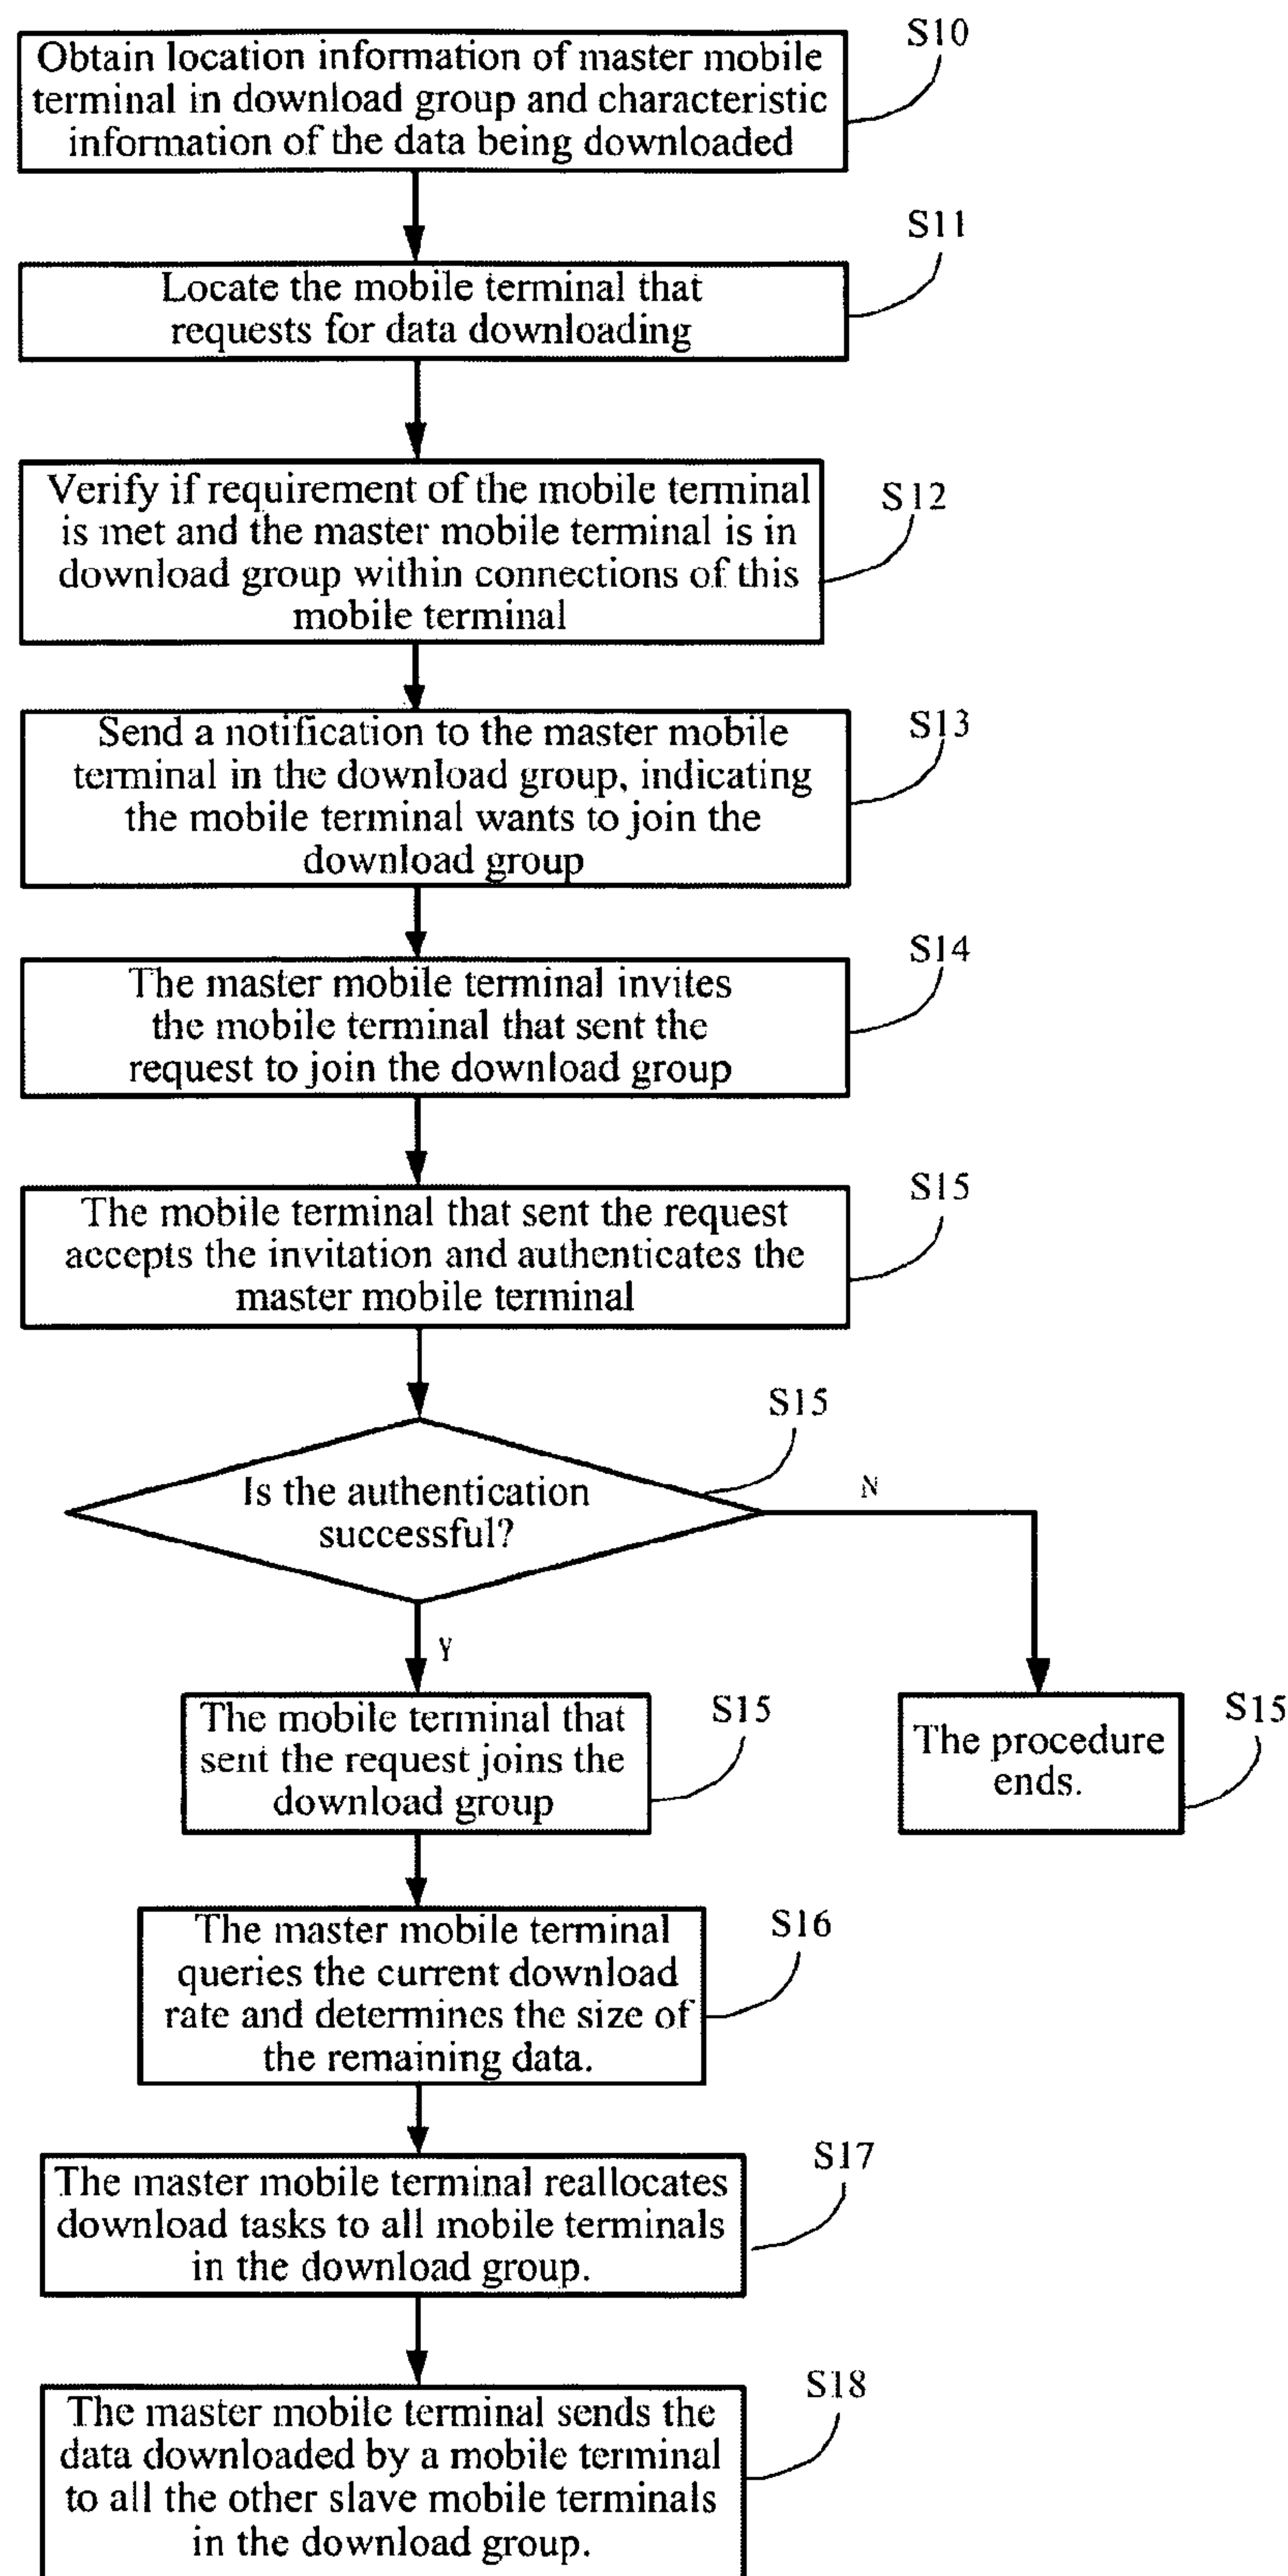 S10
Obtain location information of master mobile
terminal in download group and characteristic
information of the data being downloaded
S11
Locate the mobile terminal that
requests for data downloading
S12
Verify if requirement of the mobile terminal
is met and the master mobile terminal is in
download group within connections of this
mobile terminal
S13
Send a notification to the master mobile
terminal in the download group, indicating
the mobile terminal wants to join the
download group
S14
The master mobile terminal invites
the mobile terminal that sent the
request to join the download group
S15
The mobile terminal that sent the request
accepts the invitation and authenticates the
master mobile terminal
S15
Is the authentication
successful?
N
Y
S15
The mobile terminal that
sent the request joins the
download group
S15
The procedure
ends.
S16
The master mobile terminal
queries the current download
rate and determines the size of
the remaining data.
S17
The master mobile terminal reallocates
download tasks to all mobile terminals
in the download group.
S18
The master mobile terminal sends the
data downloaded by a mobile terminal
to all the other slave mobile terminals
in the download group.